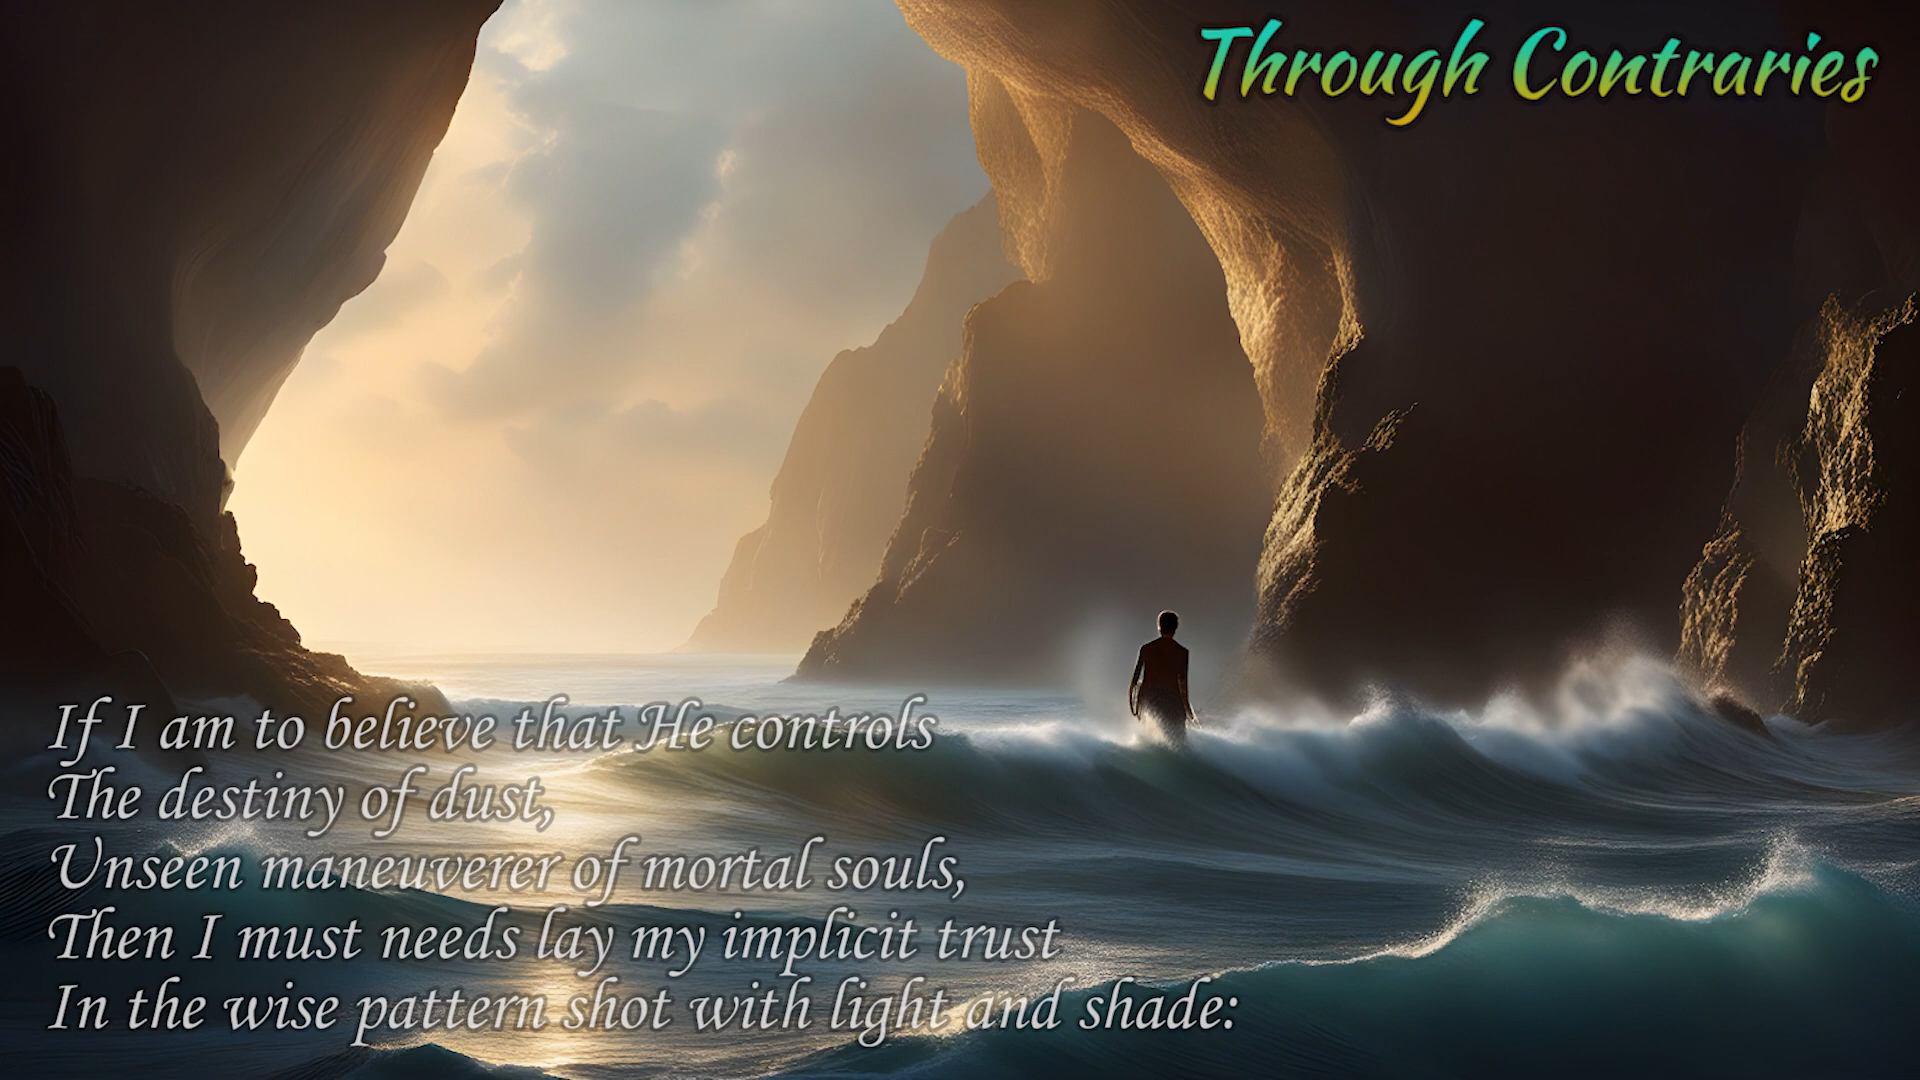 Through Contraries
If I am to believe that He controls
The destiny of dust,
Unseen maneuverer of mortal souls,
Then I must needs lay my implicit trust
In the wise pattern shot with light and shade: